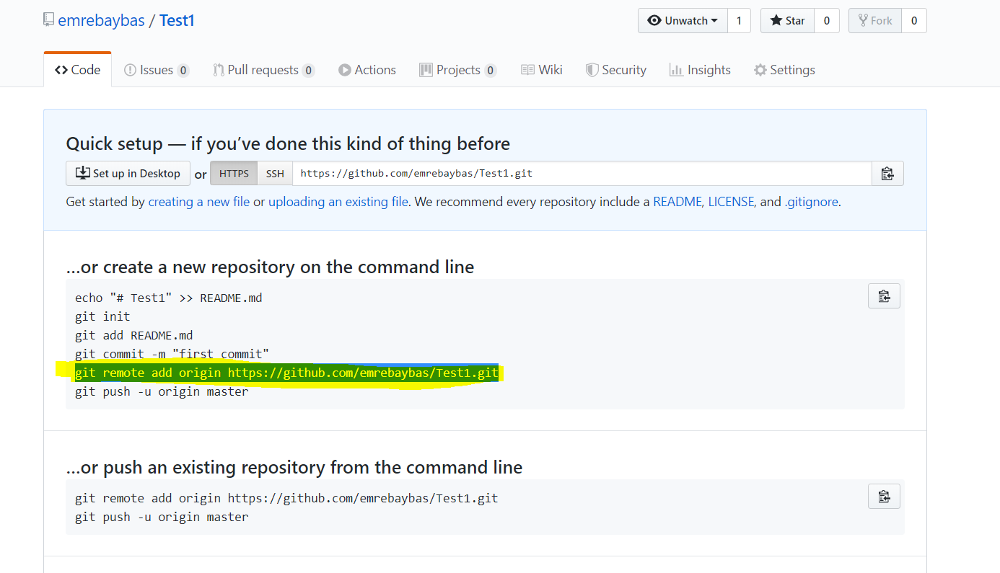 emrebaybas / Test1
Unwatch 1 Star 0 Fork 0
Code Issues 0 Pull requests 0 Actions Projects 0 Wiki Security Insights Settings
Quick setup — if you’ve done this kind of thing before
Set up in Desktop or HTTPS SSH https://github.com/emrebaybas/Test1.git
Get started by creating a new file or uploading an existing file. We recommend every repository include a README, LICENSE, and .gitignore.
…or create a new repository on the command line
echo "# Test1" >> README.md
git init
git add README.md
git commit -m "first commit"
git remote add origin https://github.com/emrebaybas/Test1.git
git push -u origin master
…or push an existing repository from the command line
git remote add origin https://github.com/emrebaybas/Test1.git
git push -u origin master